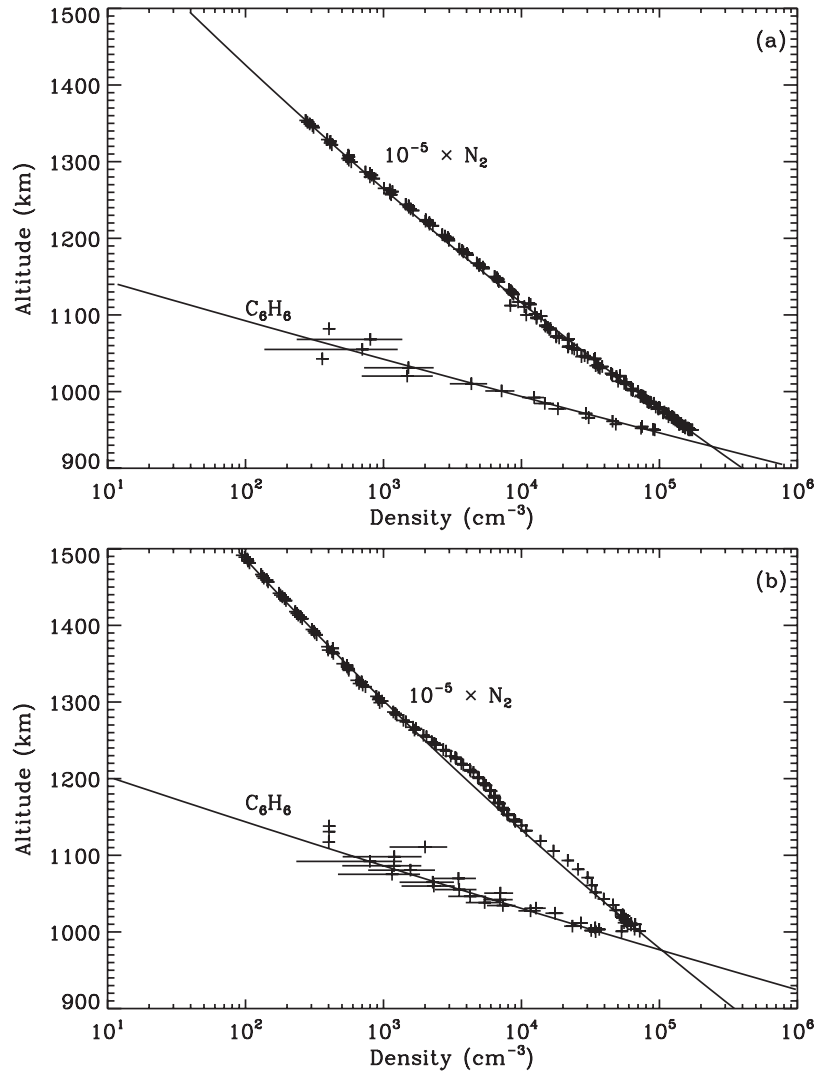 (a)
1500
1400
1300
1200
1100
1000
900
Altitude (km)
10⁻⁵ × N₂
C₆H₆
10¹ 10² 10³ 10⁴ 10⁵ 10⁶
Density (cm⁻³)
(b)
1500
1400
1300
1200
1100
1000
900
Altitude (km)
10⁻⁵ × N₂
C₆H₆
10¹ 10² 10³ 10⁴ 10⁵ 10⁶
Density (cm⁻³)